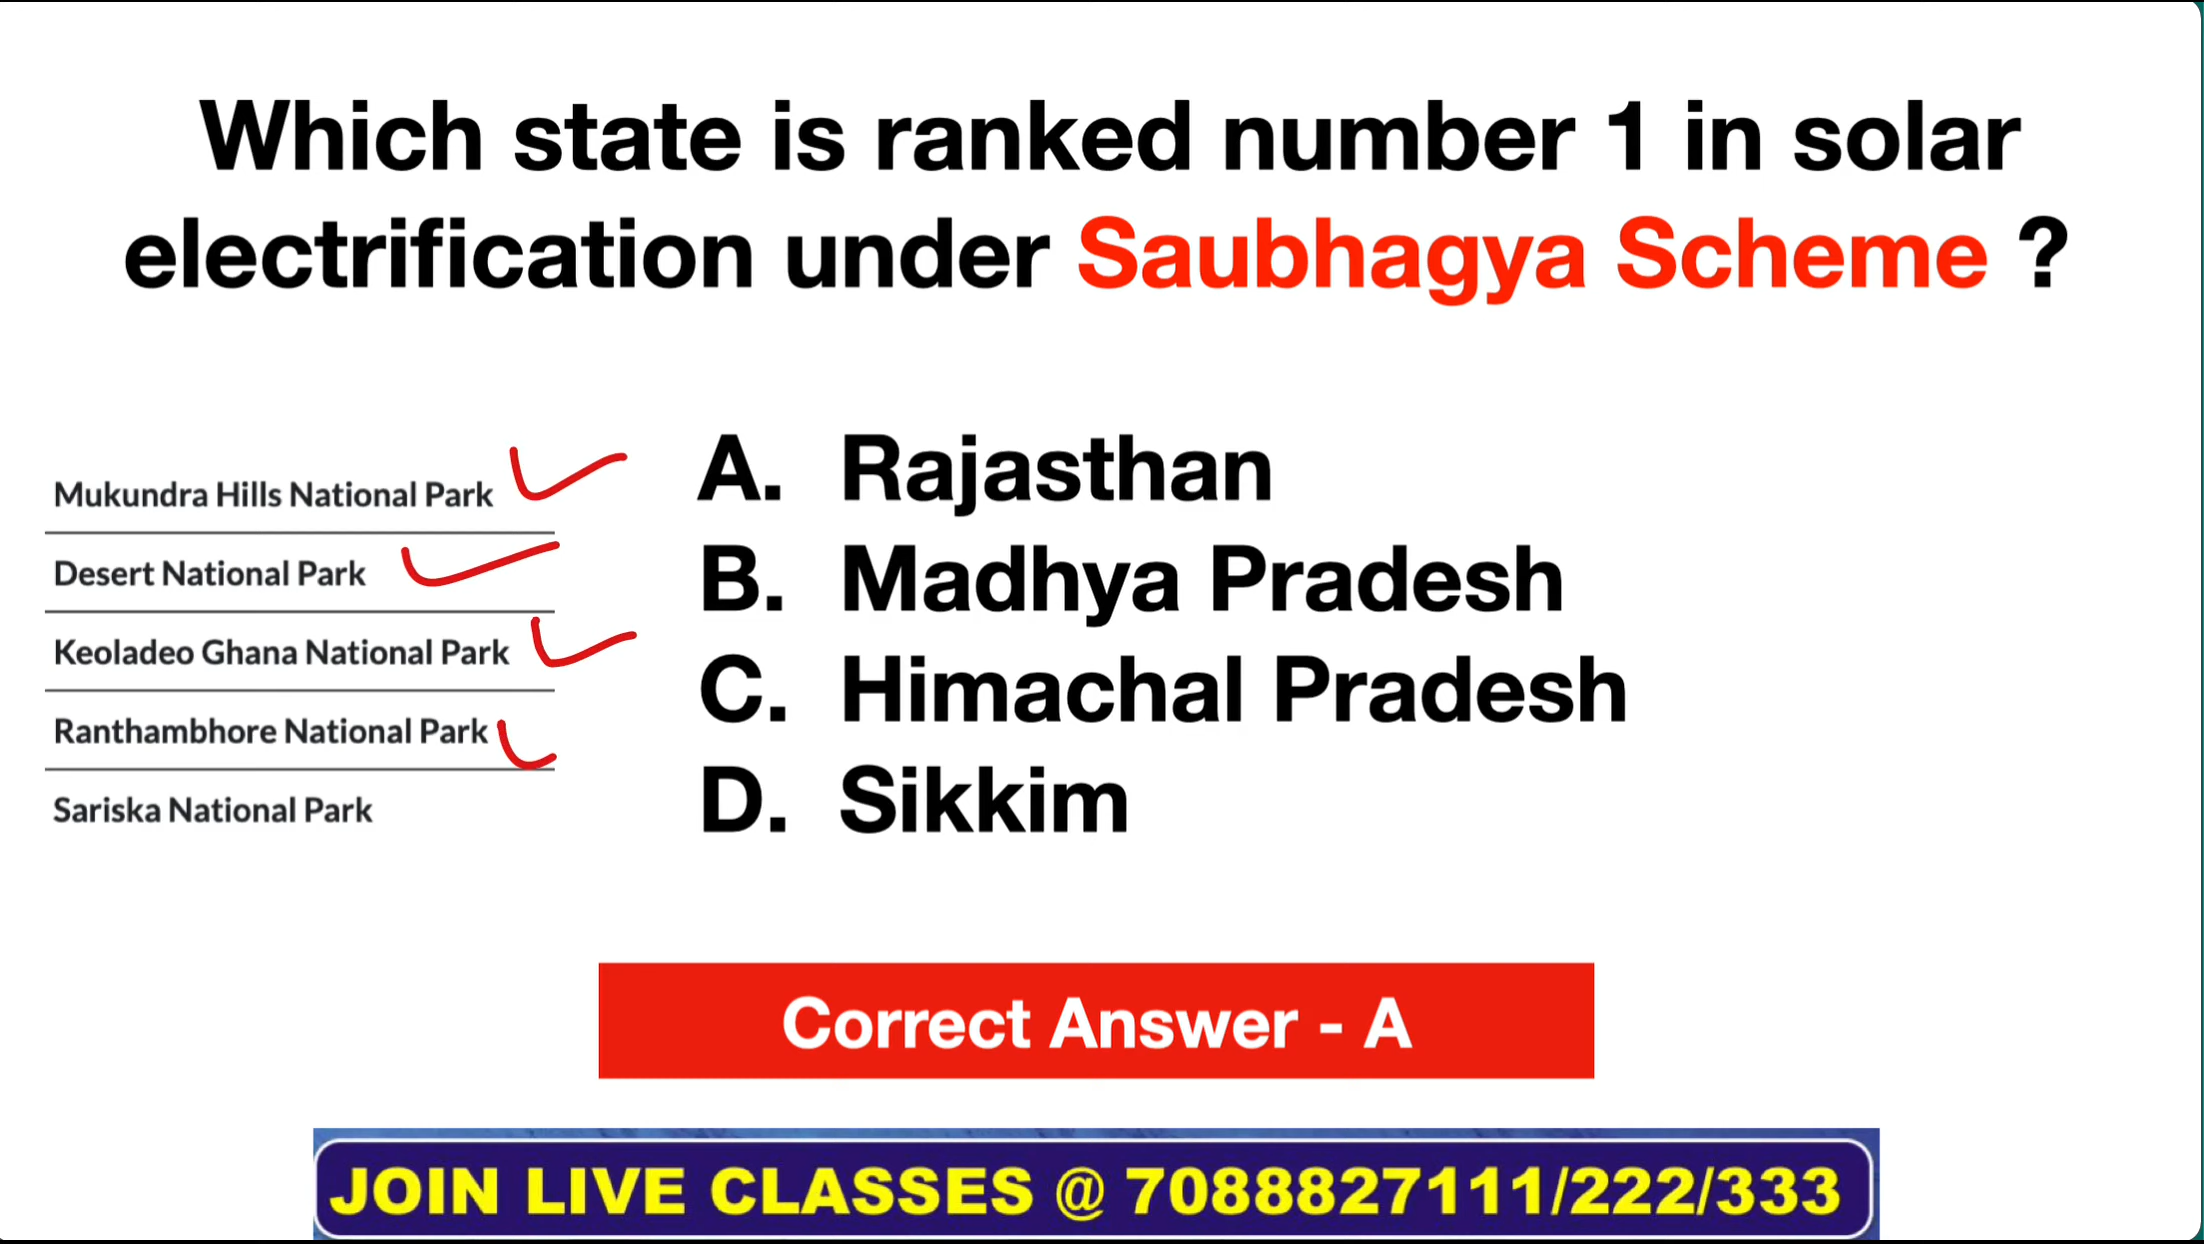 Which state is ranked number 1 in solar
electrification under Saubhagya Scheme ?
Mukundra Hills National Park
Desert National Park
Keoladeo Ghana National Park
Ranthambhore National Park
Sariska National Park
A. Rajasthan
B. Madhya Pradesh
C. Himachal Pradesh
D. Sikkim
Correct Answer - A
JOIN LIVE CLASSES @ 7088827111/222/333